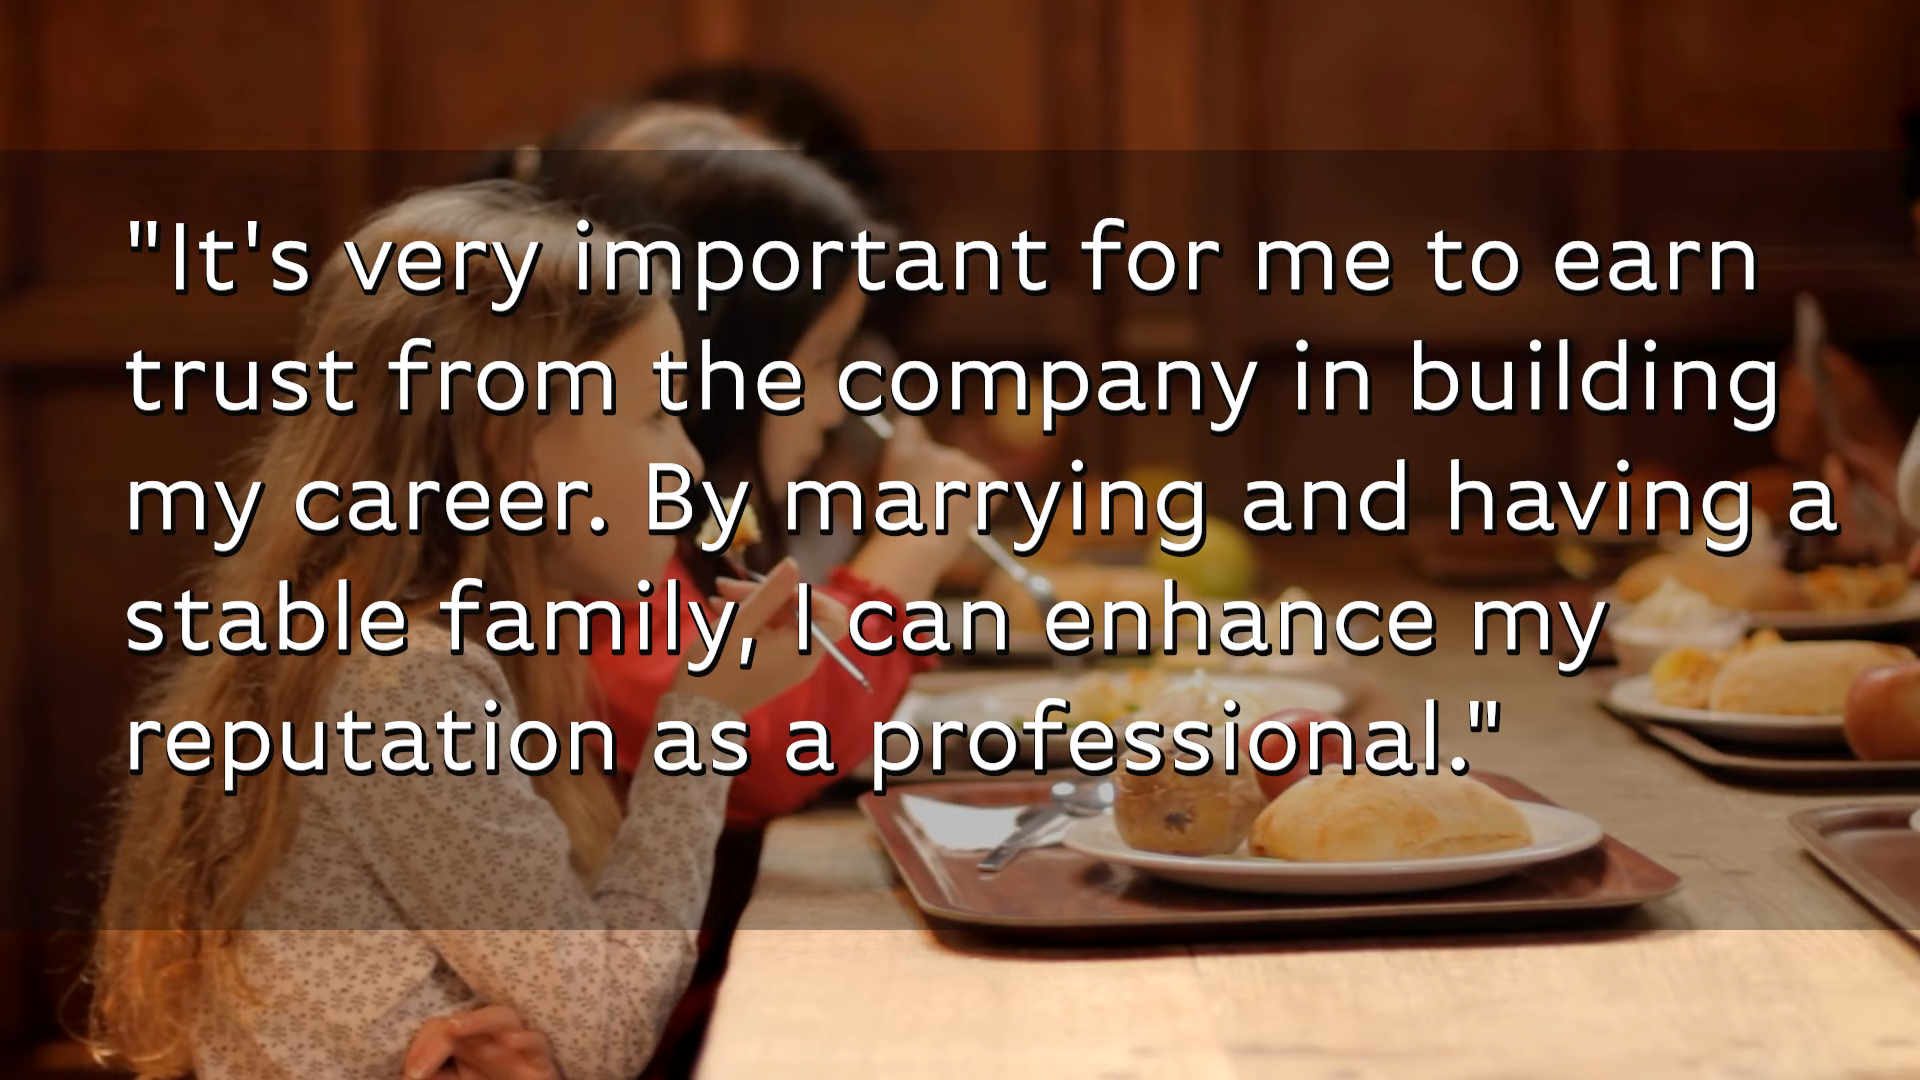 "It's very important for me to earn
trust from the company in building
my career. By marrying and having a
stable family, I can enhance my
reputation as a professional."